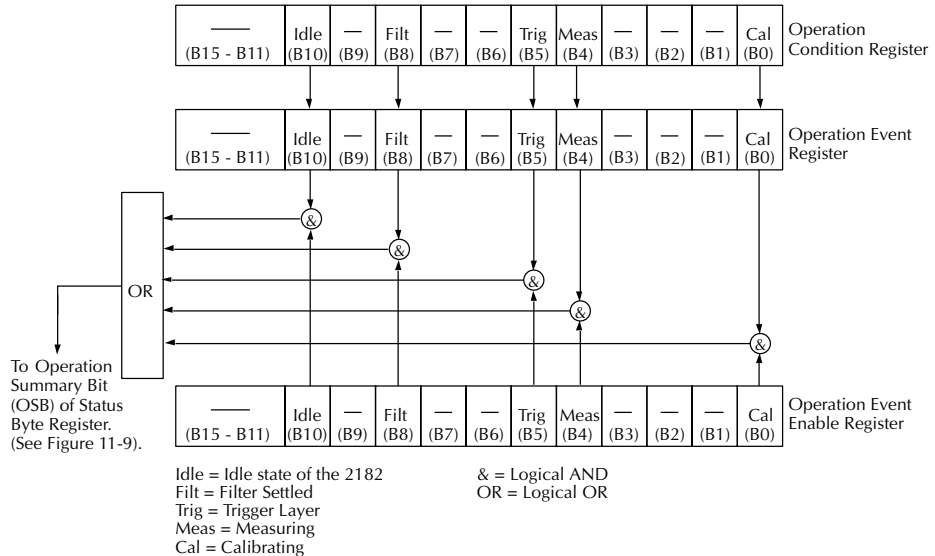 Idle Filt Trig Meas Cal
(B15 - B11) (B10) (B9) (B8) (B7) (B6) (B5) (B4) (B3) (B2) (B1) (B0)
Operation
Condition Register
Idle Filt Trig Meas Cal
(B15 - B11) (B10) (B9) (B8) (B7) (B6) (B5) (B4) (B3) (B2) (B1) (B0)
Operation Event
Register
&
&
&
&
&
OR
To Operation
Summary Bit
(OSB) of Status
Byte Register.
(See Figure 11-9).
Idle Filt Trig Meas Cal
(B15 - B11) (B10) (B9) (B8) (B7) (B6) (B5) (B4) (B3) (B2) (B1) (B0)
Operation Event
Enable Register
Idle = Idle state of the 2182
Filt = Filter Settled
Trig = Trigger Layer
Meas = Measuring
Cal = Calibrating
& = Logical AND
OR = Logical OR